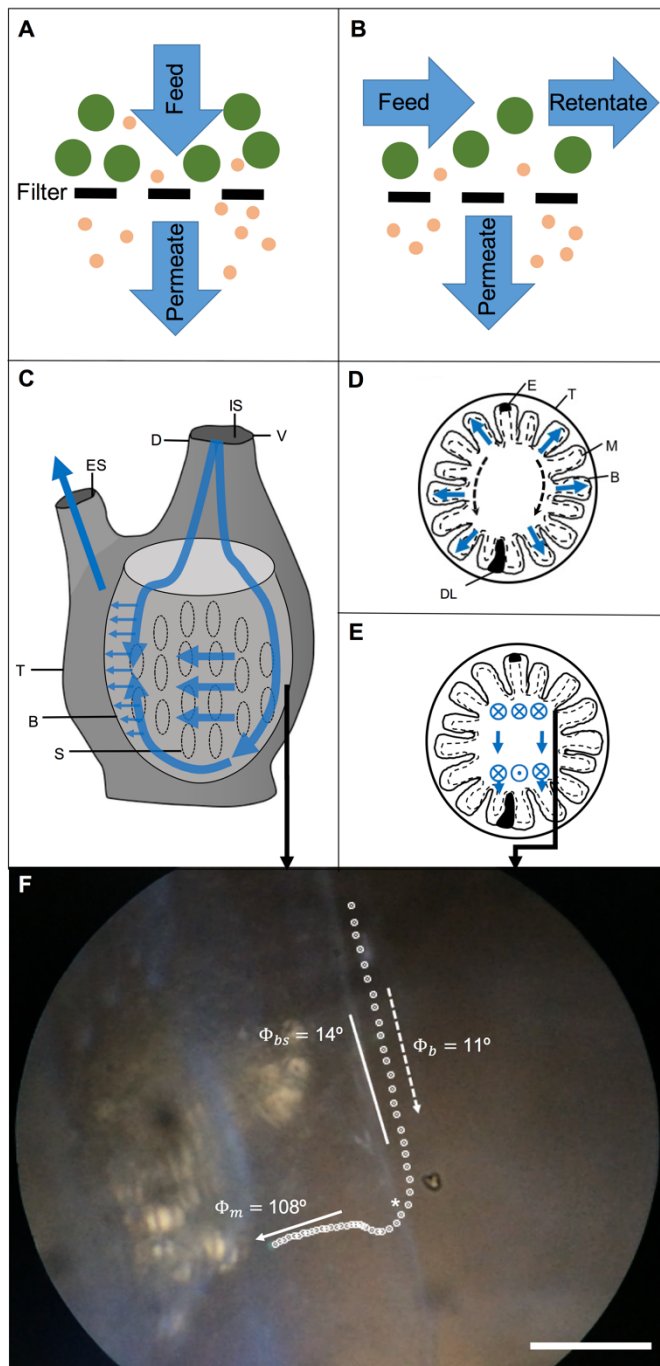 A
Feed
Filter
Permeate
B
Feed
Retentate
Permeate
C
IS
D
V
ES
T
B
S
D
E
T
M
B
DL
E
F
Φbs = 14º
Φb = 11º
Φm = 108º
*